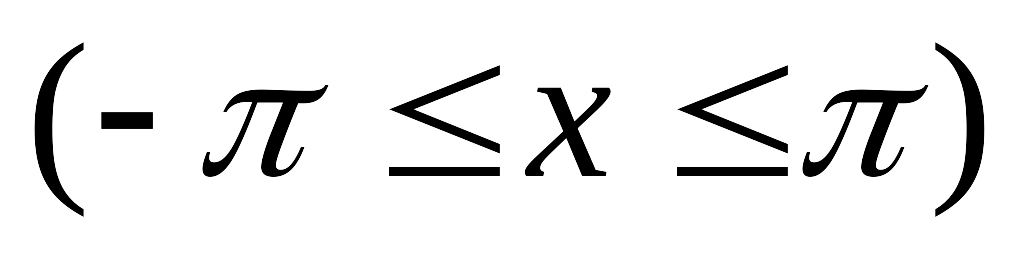 (- π ≤ x ≤ π)